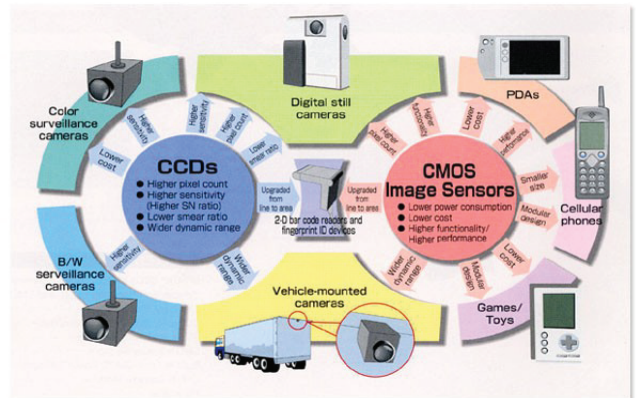 Color
surveillance
cameras
Higher
sensitivity
Lower
cost
Higher
sensitivity
Higher
pixel count
Lower
smear ratio
Digital still
cameras
Higher
pixel count
Higher
functionality
Lower
cost
Higher
performance
PDAs
CCDs
● Higher pixel count
● Higher sensitivity
(Higher SN ratio)
● Lower smear ratio
● Wider dynamic range
Upgraded
from
line to area
2-D bar code readers and
fingerprint ID devices
Upgraded
from
line to area
CMOS
Image Sensors
● Lower power consumption
● Lower cost
● Higher functionality/
Higher performance
Smaller
size
Modular
design
Cellular
phones
B/W
serveillance
cameras
Higher
sensitivity
Wider
dynamic
range
Vehicle-mounted
cameras
Wider
dynamic
range
Modular
design
Lower
cost
Games/
Toys